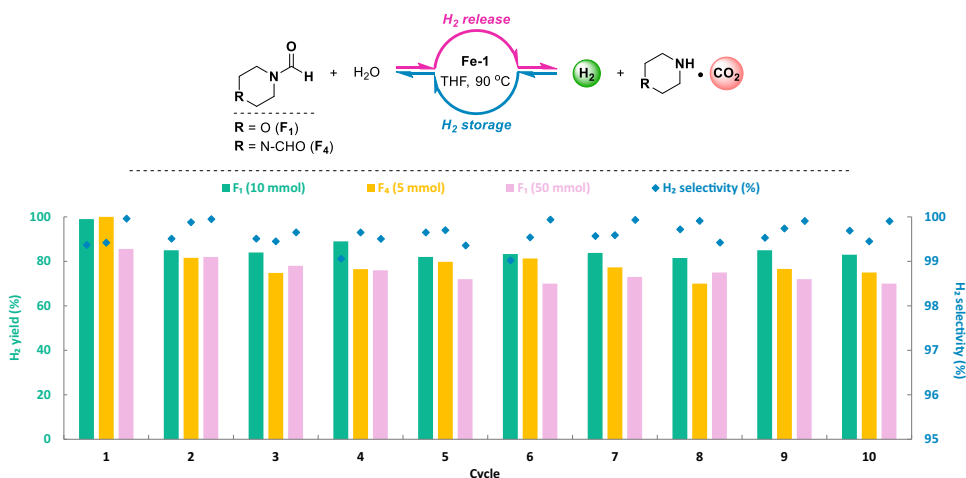 H₂ release
O
N
H
R
+ H₂O
Fe-1
THF, 90 °C
H₂ + NH • CO₂
R
H₂ storage
R = O (F₁)
R = N-CHO (F₄)
F₁ (10 mmol) F₄ (5 mmol) F₁ (50 mmol) H₂ selectivity (%)
100 100
80 99
60 98
40 97
20 96
0 95
H₂ yield (%)
H₂ selectivity (%)
1 2 3 4 5 6 7 8 9 10
Cycle